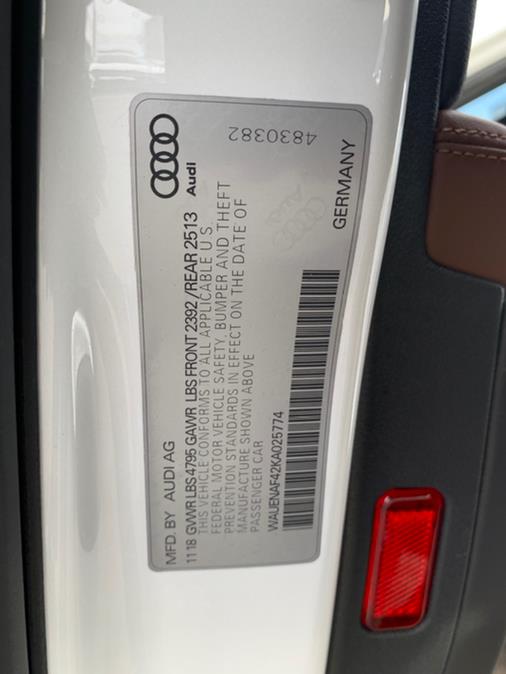 MFD. BY AUDI AG
Audi
1118 GVWR LBS 4795 GAWR LBS FRONT 2392/REAR 2513
THIS VEHICLE CONFORMS TO ALL APPLICABLE U.S.
FEDERAL MOTOR VEHICLE SAFETY, BUMPER AND THEFT
PREVENTION STANDARDS IN EFFECT ON THE DATE OF
MANUFACTURE SHOWN ABOVE
PASSENGER CAR
WAUENAF42KA025774
GERMANY
4830382
Audi